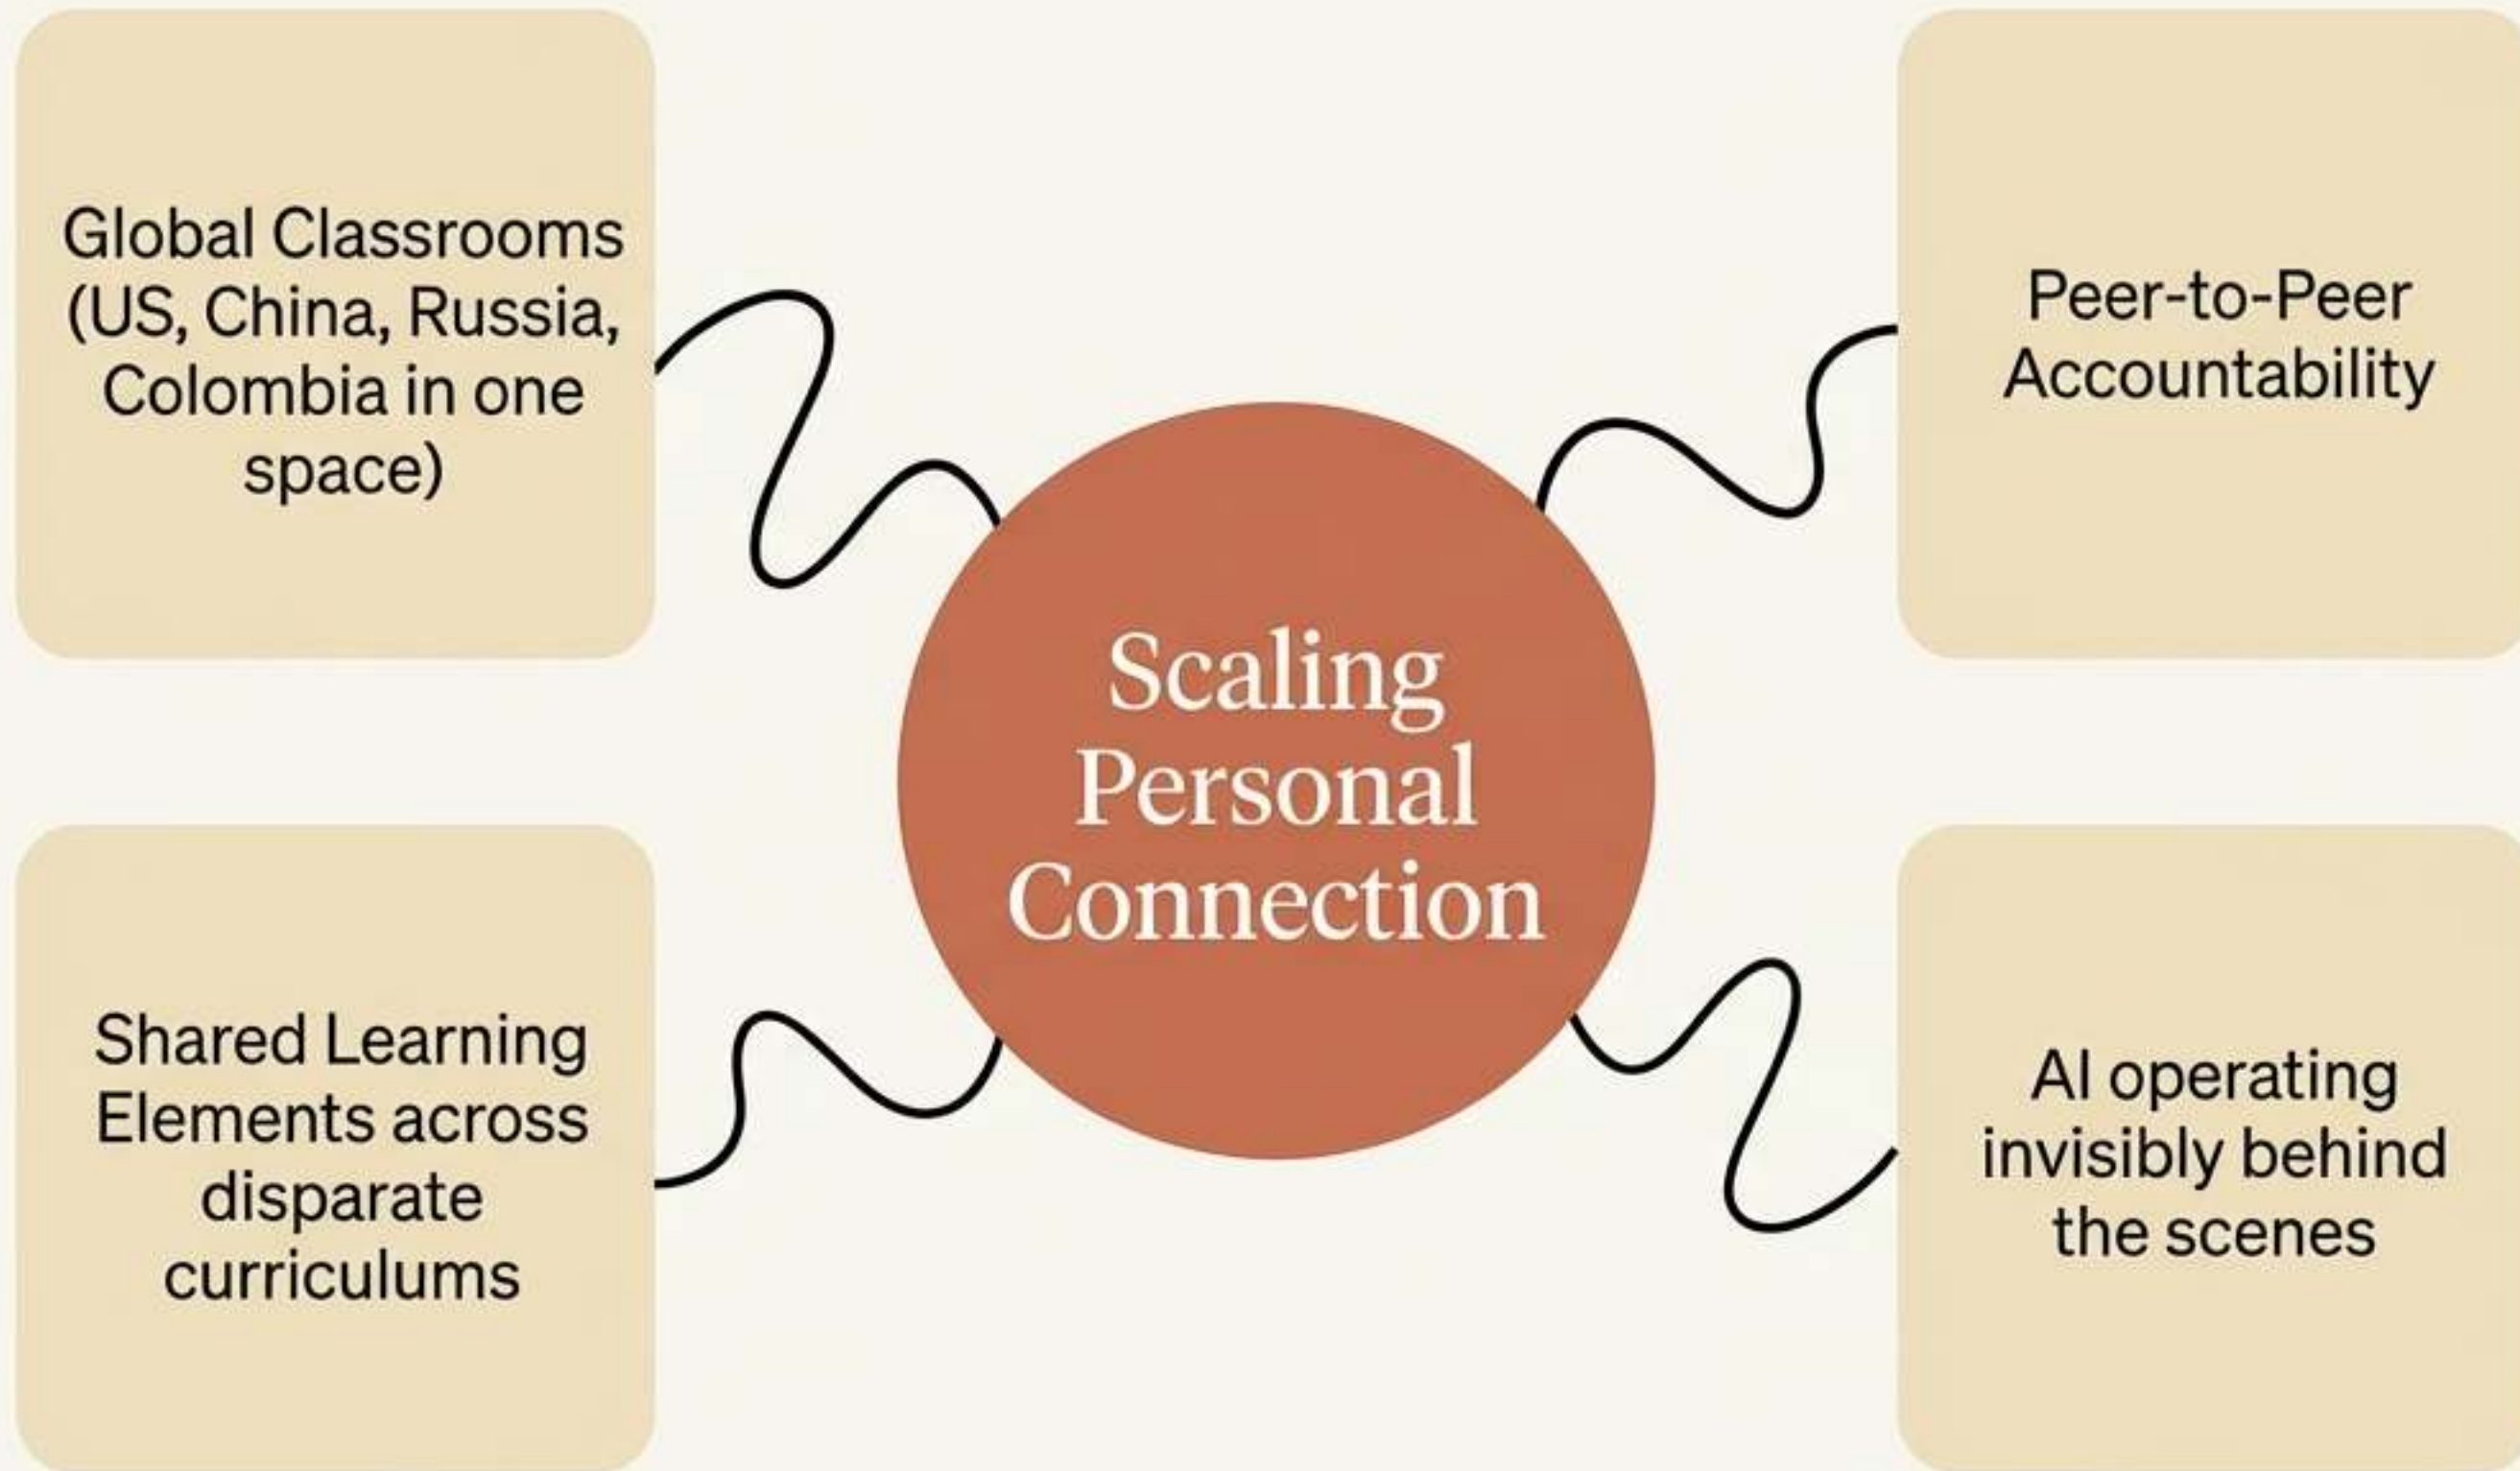 Global Classrooms
(US, China, Russia,
Colombia in one
space)
Peer-to-Peer
Accountability
Scaling
Personal
Connection
Shared Learning
Elements across
disparate
curriculums
AI operating
invisibly behind
the scenes